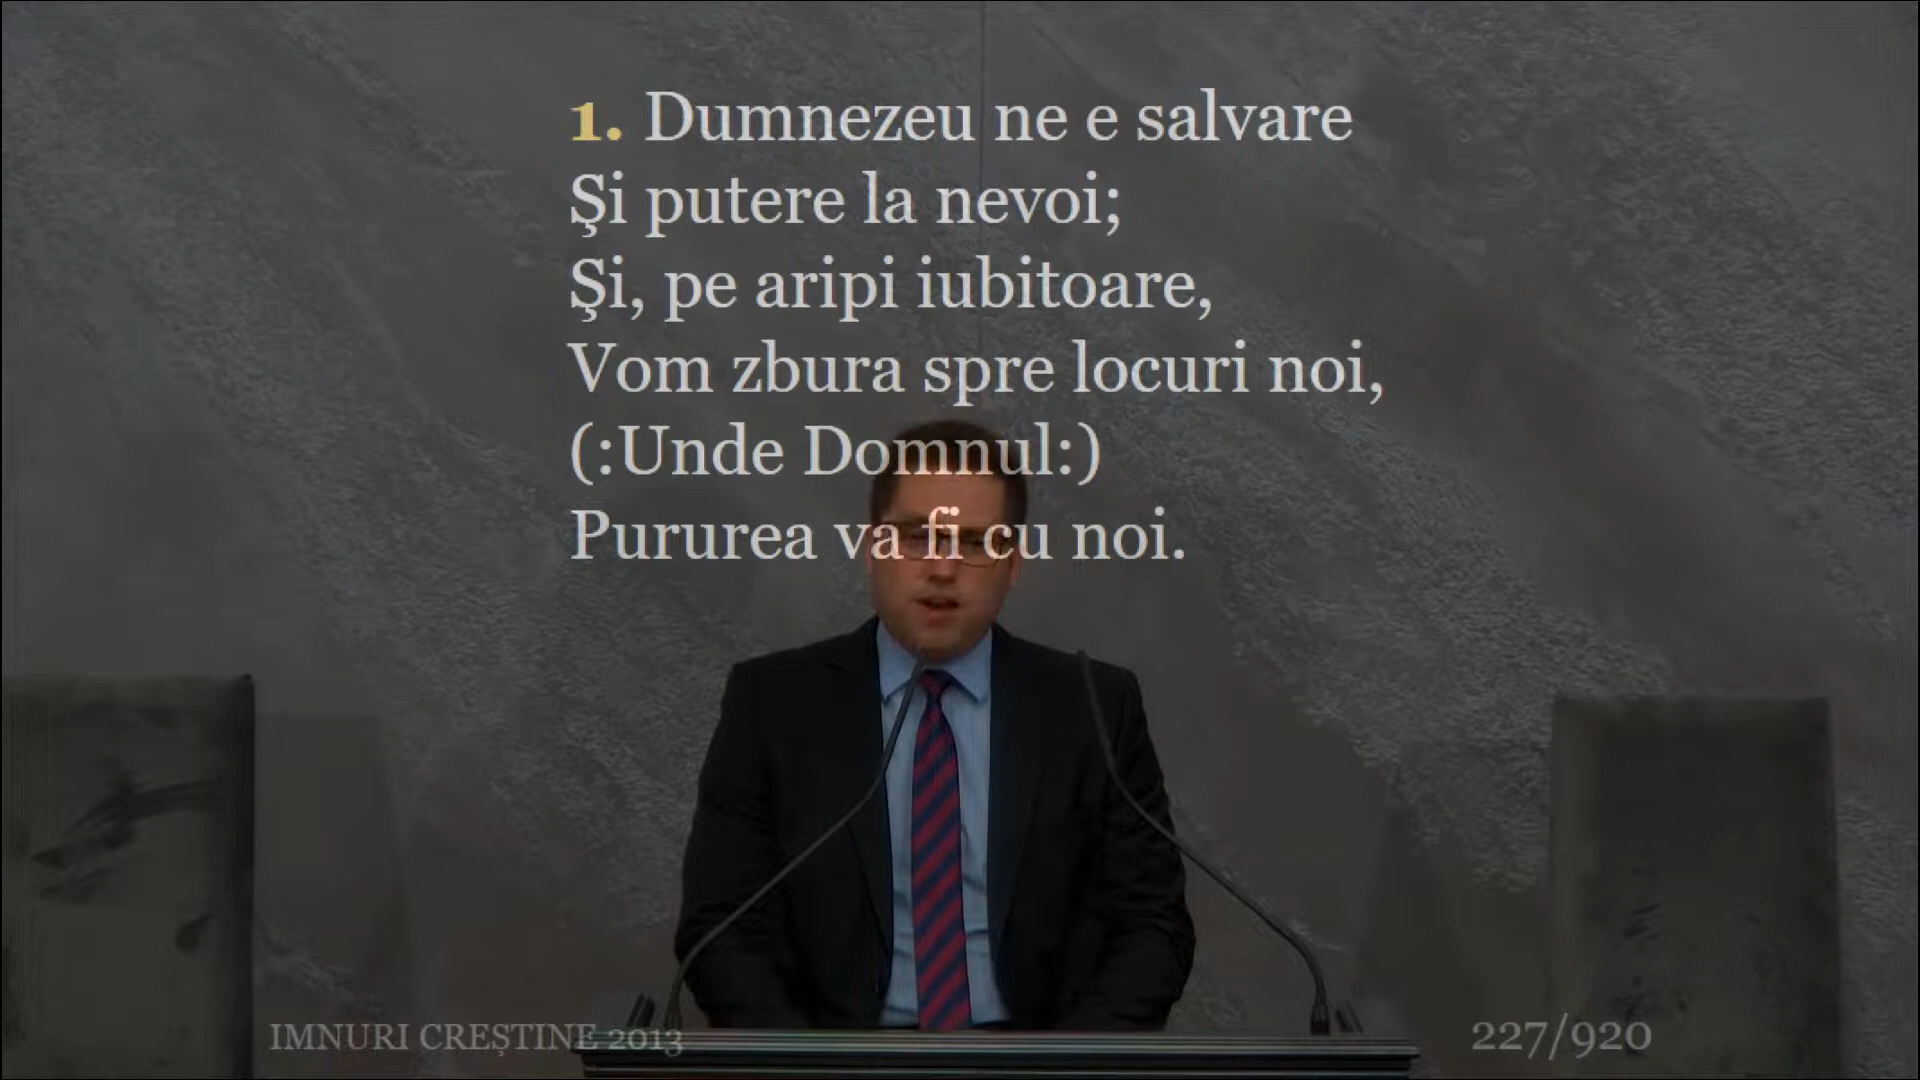 1. Dumnezeu ne e salvare
Şi putere la nevoi;
Şi, pe aripi iubitoare,
Vom zbura spre locuri noi,
(:Unde Domnul:)
Pururea va fi cu noi.
IMNURI CREŞTINE 2013
227/920